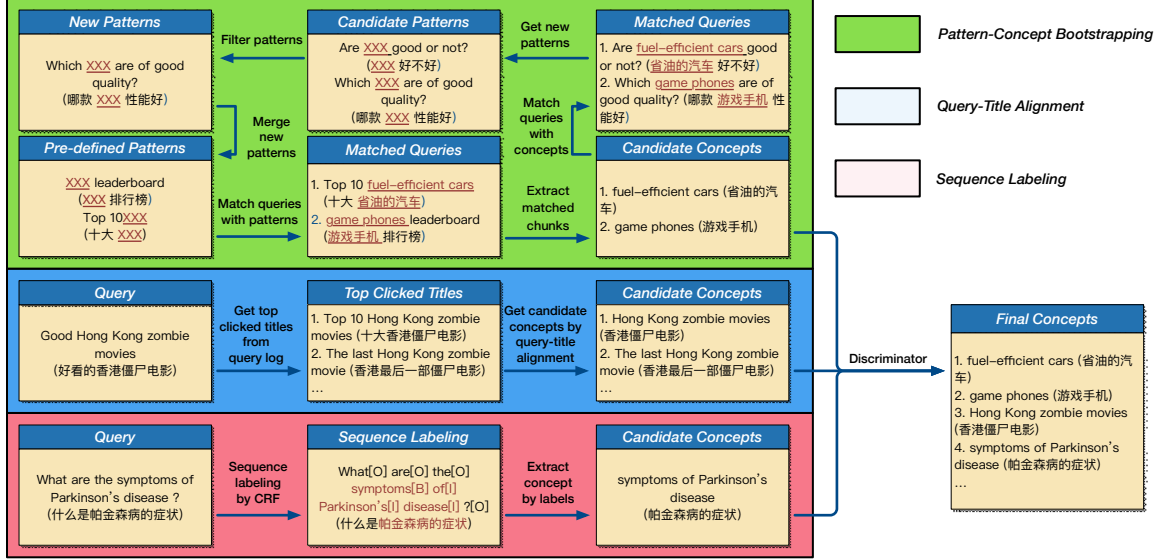 New Patterns
Which XXX are of good
quality?
(哪款 XXX 性能好)
Filter patterns
Candidate Patterns
Are XXX good or not?
(XXX 好不好)
Which XXX are of good
quality?
(哪款 XXX 性能好)
Get new
patterns
Matched Queries
1. Are fuel-efficient cars good
or not? (省油的汽车 好不好)
2. Which game phones are of
good quality? (哪款 游戏手机 性
能好)
Merge
new
patterns
Match
queries
with
concepts
Pre-defined Patterns
XXX leaderboard
(XXX 排行榜)
Top 10XXX
(十大 XXX)
Match queries
with patterns
Matched Queries
1. Top 10 fuel-efficient cars
(十大 省油的汽车)
2. game phones leaderboard
(游戏手机 排行榜)
Extract
matched
chunks
Candidate Concepts
1. fuel-efficient cars (省油的汽
车)
2. game phones (游戏手机)
Query
Good Hong Kong zombie
movies
(好看的香港僵尸电影)
Get top
clicked titles
from
query log
Top Clicked Titles
1. Top 10 Hong Kong zombie
movies (十大香港僵尸电影)
2. The last Hong Kong zombie
movie (香港最后一部僵尸电影)
...
Get candidate
concepts by
query-title
alignment
Candidate Concepts
1. Hong Kong zombie movies
(香港僵尸电影)
2. The last Hong Kong zombie
movie (香港最后一部僵尸电影)
...
Query
What are the symptoms of
Parkinson's disease ?
(什么是帕金森病的症状)
Sequence
labeling
by CRF
Sequence Labeling
What[O] are[O] the[O]
symptoms[B] of[I]
Parkinson's[I] disease[I] ?[O]
(什么是帕金森病的症状)
Extract
concept
by labels
Candidate Concepts
symptoms of Parkinson's
disease
(帕金森病的症状)
Pattern-Concept Bootstrapping
Query-Title Alignment
Sequence Labeling
Discriminator
Final Concepts
1. fuel-efficient cars (省油的汽
车)
2. game phones (游戏手机)
3. Hong Kong zombie movies
(香港僵尸电影)
4. symptoms of Parkinson's
disease (帕金森病的症状)
...